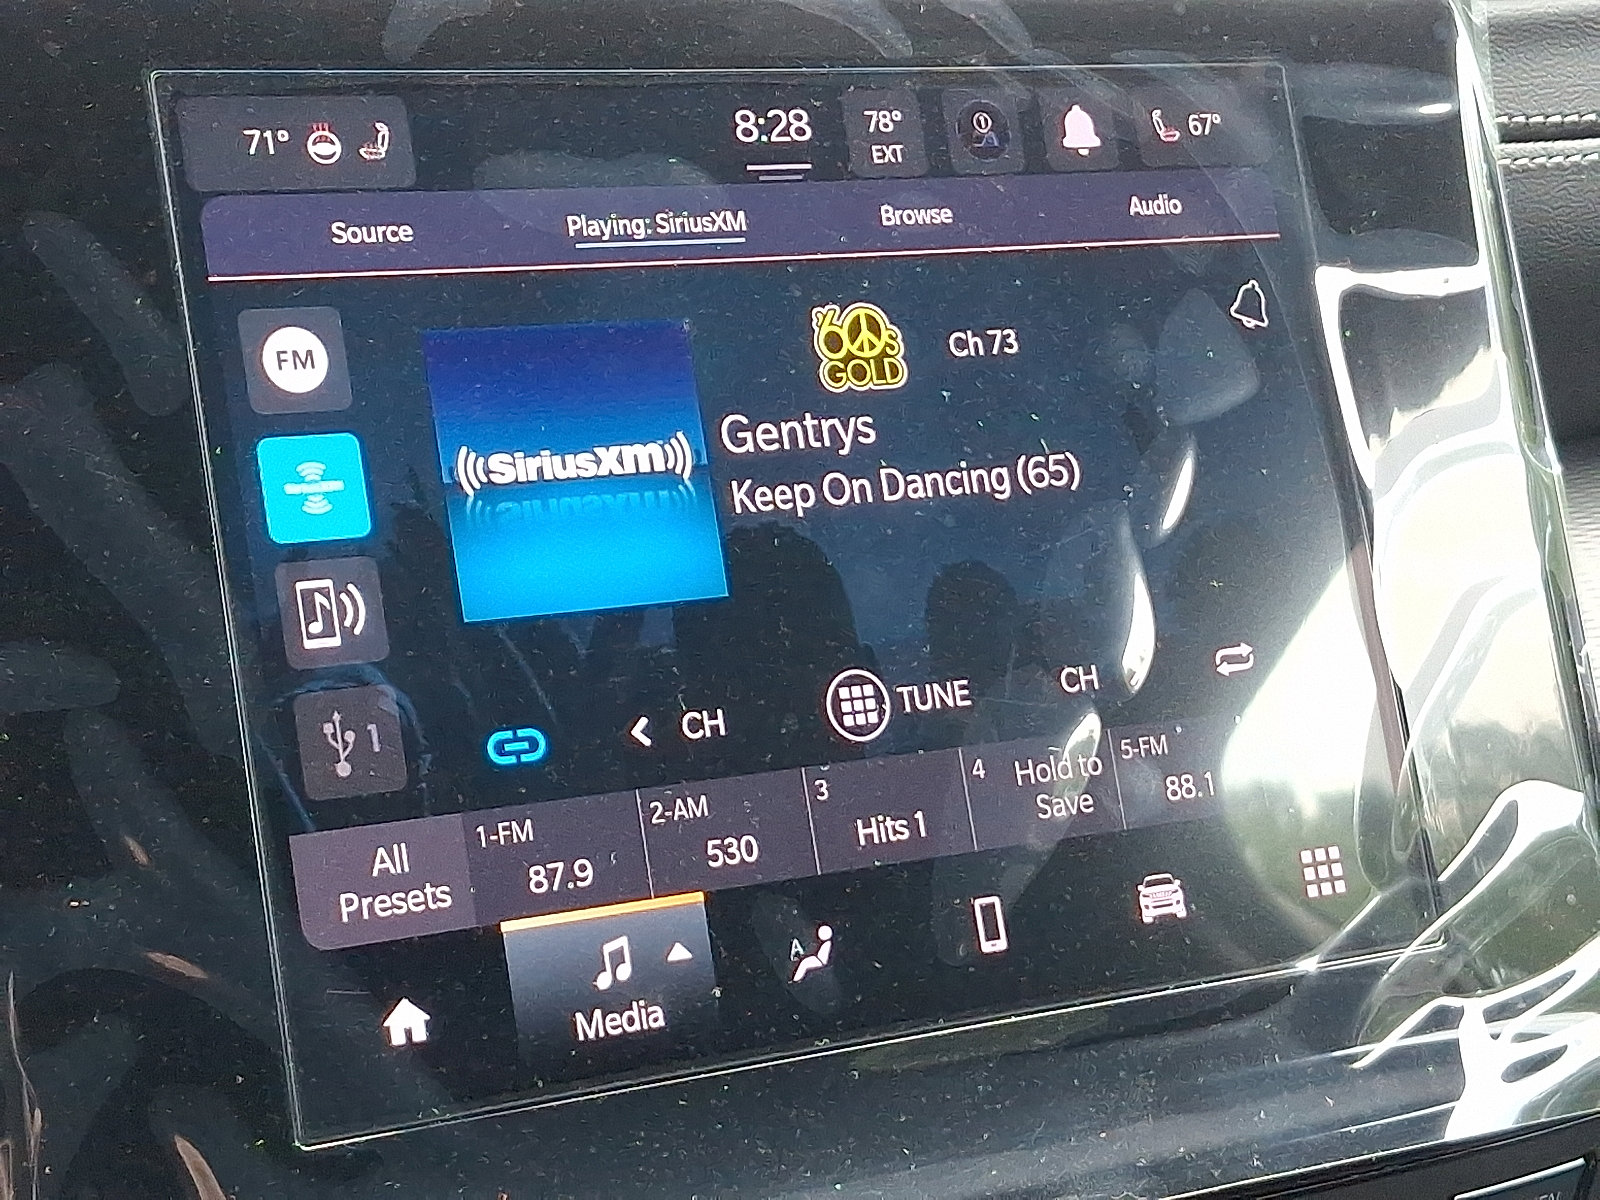 71°
8:28
78°
EXT
67°
Source
Playing: SiriusXM
Browse
Audio
FM
'60s
GOLD
Ch 73
((SiriusXM))
Gentrys
Keep On Dancing (65)
1
CH
TUNE
CH
All
Presets
1-FM
87.9
2-AM
530
3
Hits 1
4
Hold to
Save
5-FM
88.1
Media
A